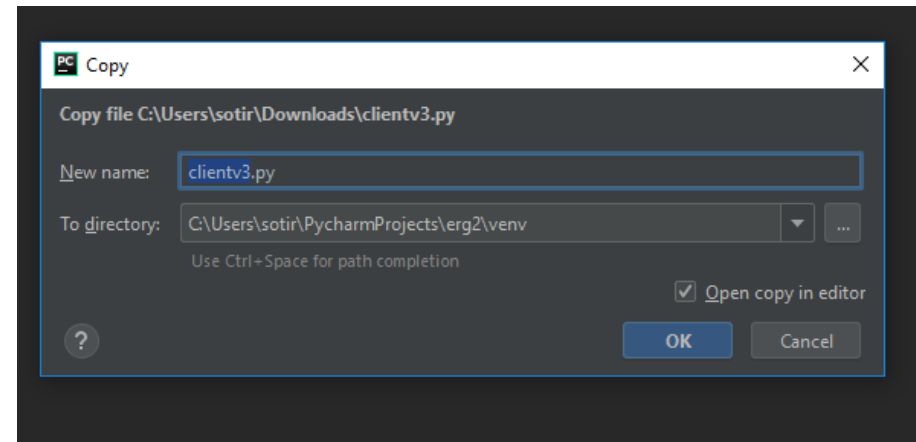 PC Copy
Copy file C:\Users\sotir\Downloads\clientv3.py
New name: clientv3.py
To directory: C:\Users\sotir\PycharmProjects\erg2\venv ...
Use Ctrl+Space for path completion
Open copy in editor
? OK Cancel